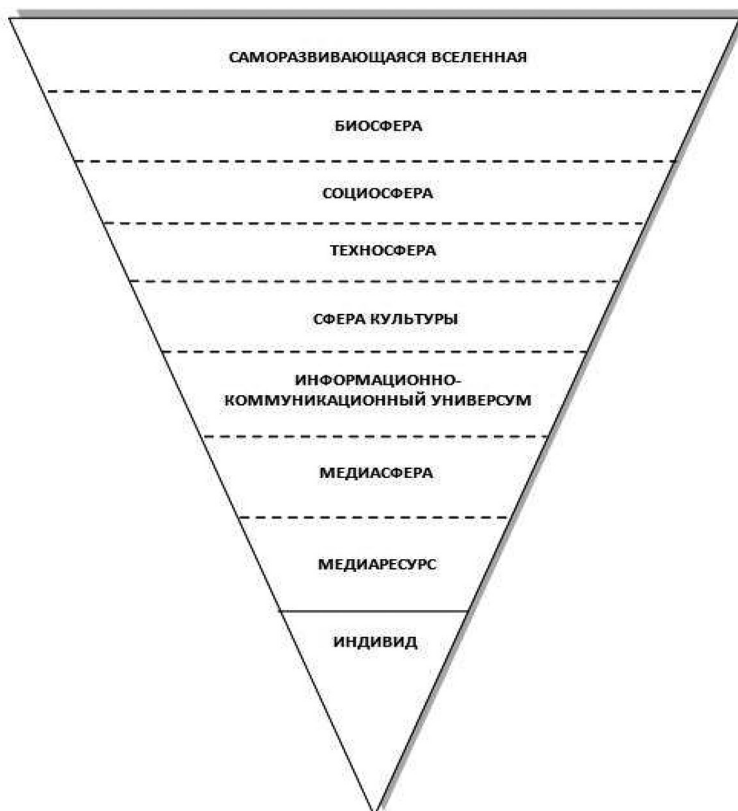 САМОРАЗВИВАЮЩАЯСЯ ВСЕЛЕННАЯ
БИОСФЕРА
СОЦИОСФЕРА
ТЕХНОСФЕРА
СФЕРА КУЛЬТУРЫ
ИНФОРМАЦИОННО-
КОММУНИКАЦИОННЫЙ УНИВЕРСУМ
МЕДИАСФЕРА
МЕДИАРЕСУРС
ИНДИВИД